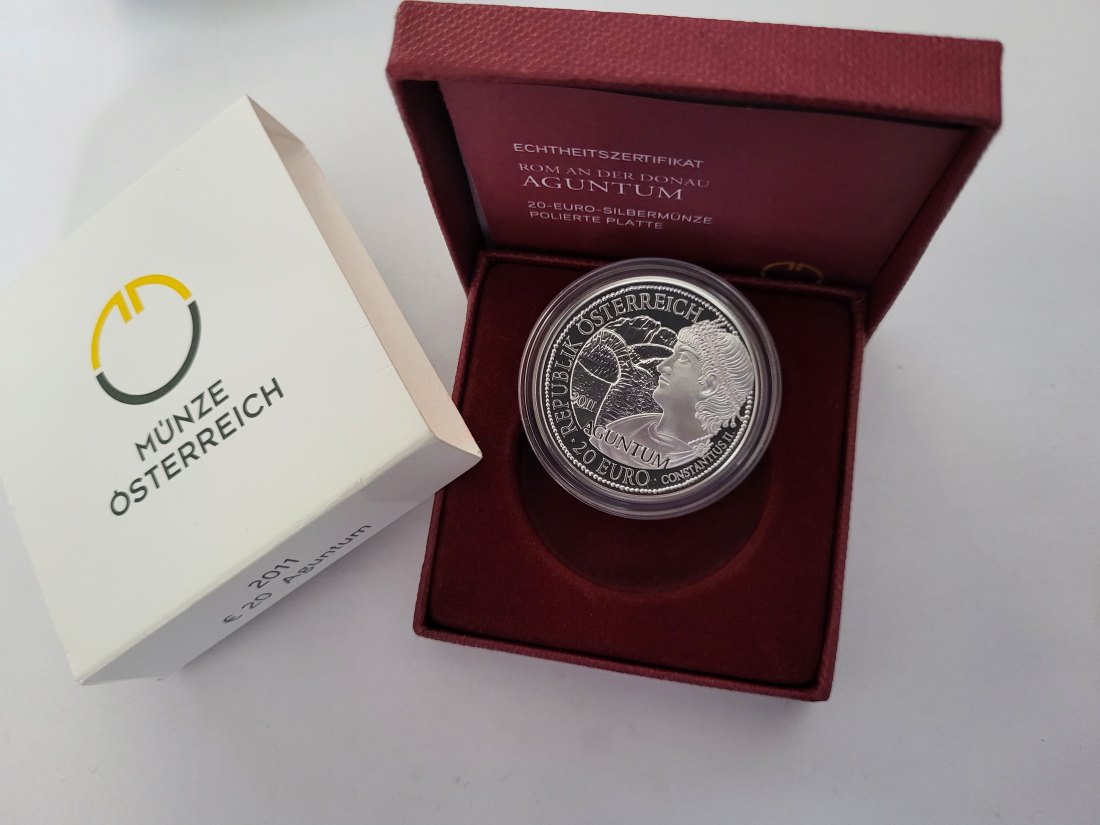 MÜNZE
ÖSTERREICH
2011
€ 20 Aguntum
ECHTHEITSZERTIFIKAT
ROM AN DER DONAU
AGUNTUM
20-EURO-SILBERMÜNZE
POLIERTE PLATTE
REPUBLIK ÖSTERREICH
2011
AGUNTUM
· 20 EURO · CONSTANTIUS II.